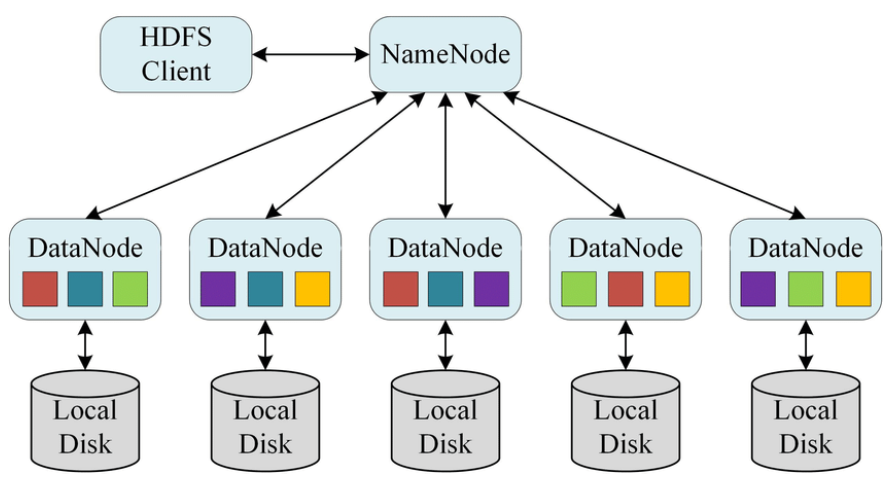 HDFS
Client
NameNode
DataNode
DataNode
DataNode
DataNode
DataNode
Local
Disk
Local
Disk
Local
Disk
Local
Disk
Local
Disk